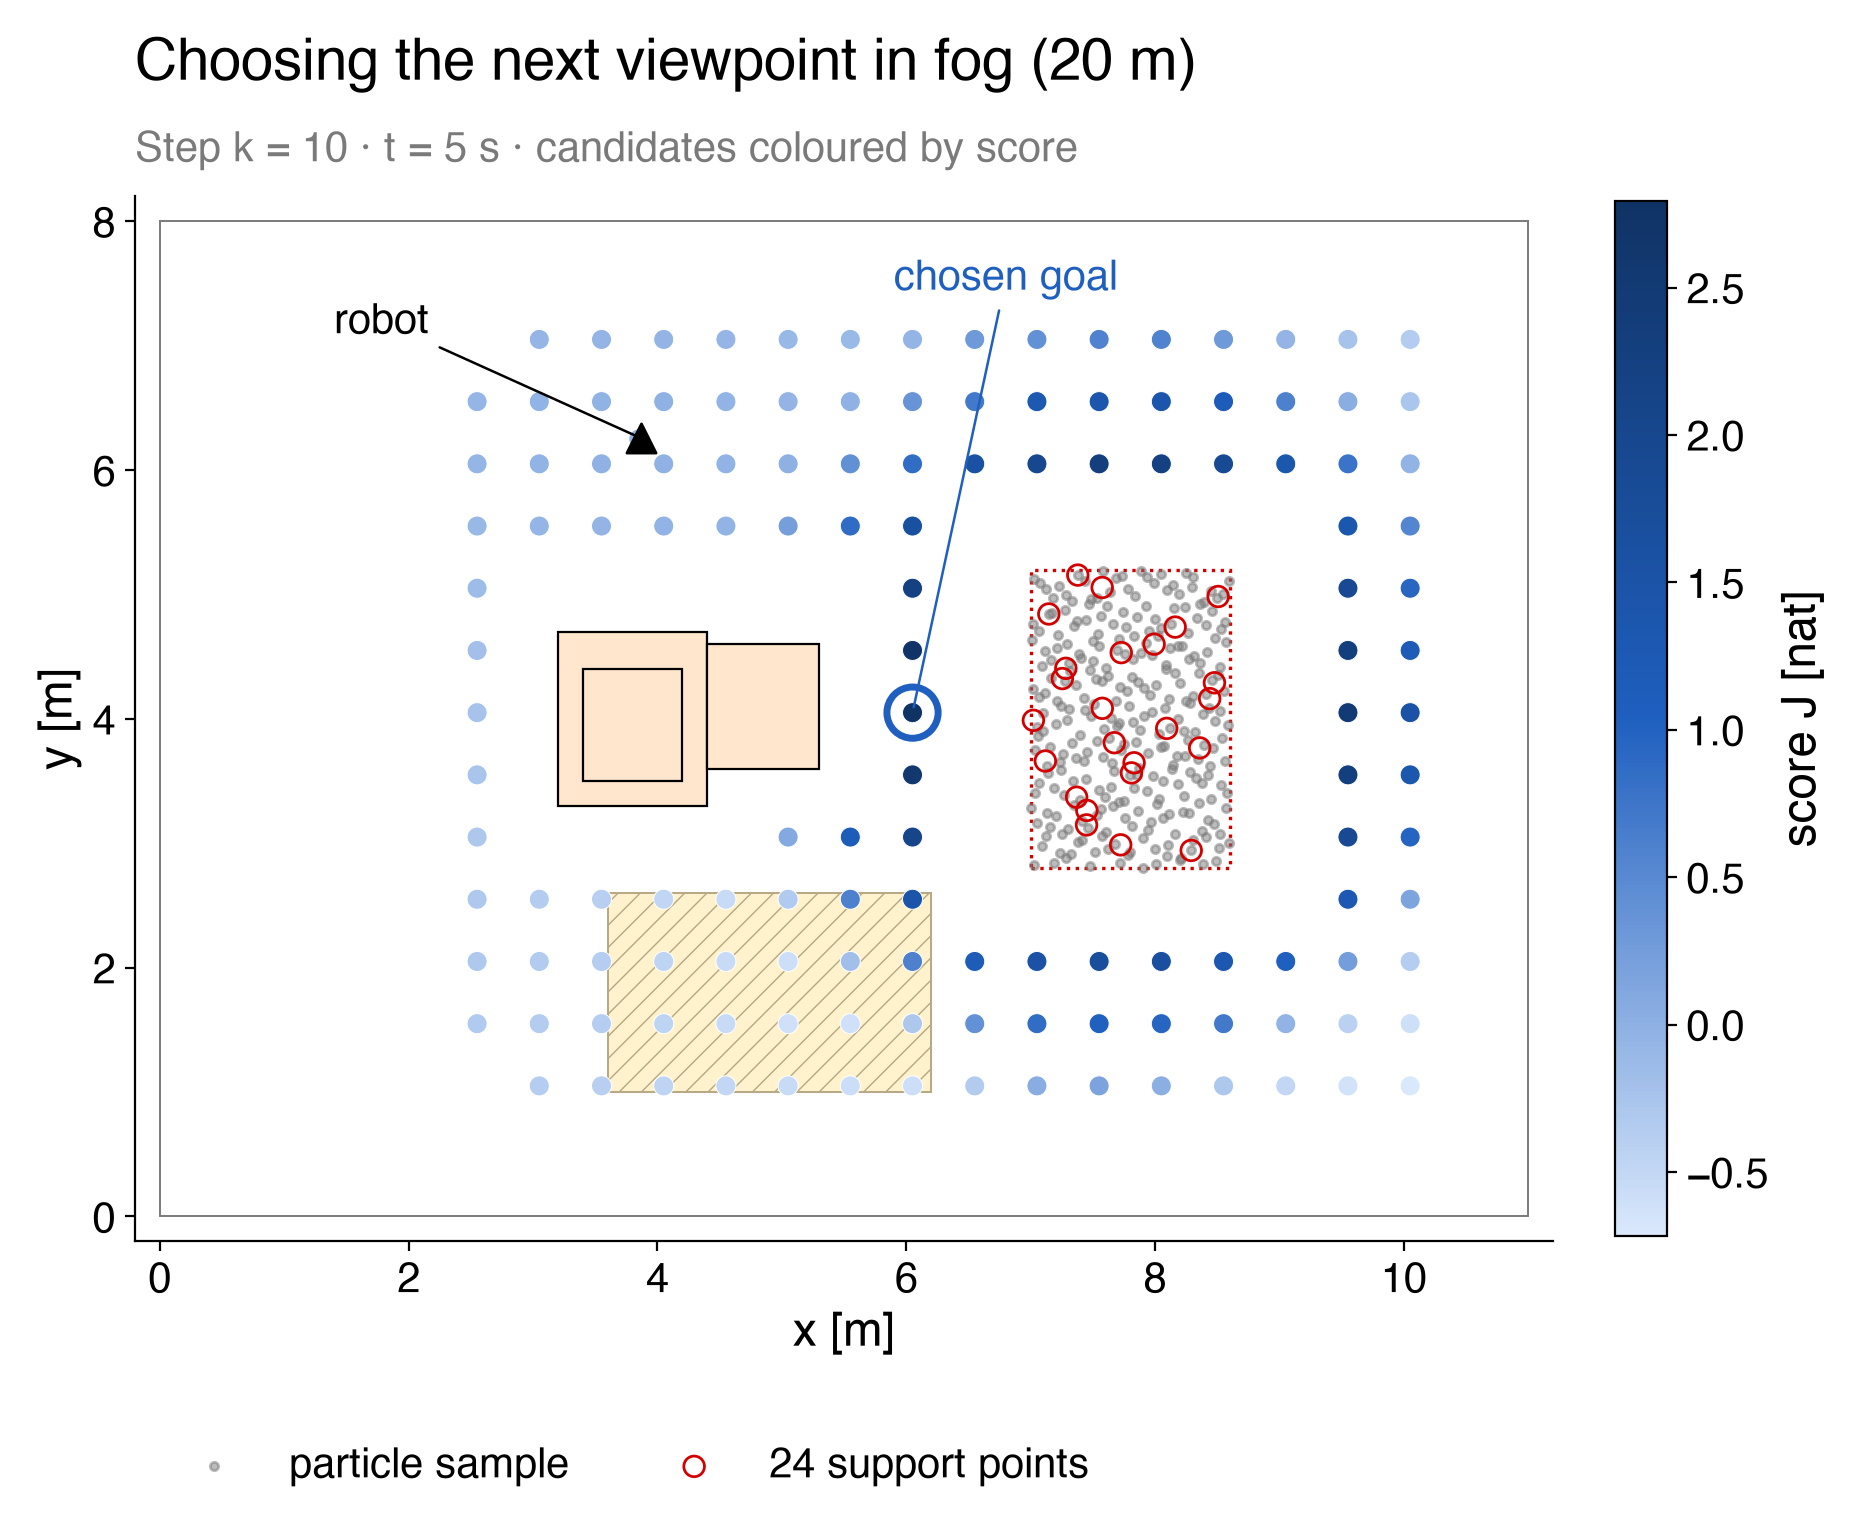 Choosing the next viewpoint in fog (20 m)
Step k = 10 · t = 5 s · candidates coloured by score
chosen goal
robot
y [m]
8
6
4
2
0
0 2 4 6 8 10
x [m]
2.5
2.0
1.5
1.0
0.5
0.0
−0.5
score J [nat]
particle sample
24 support points